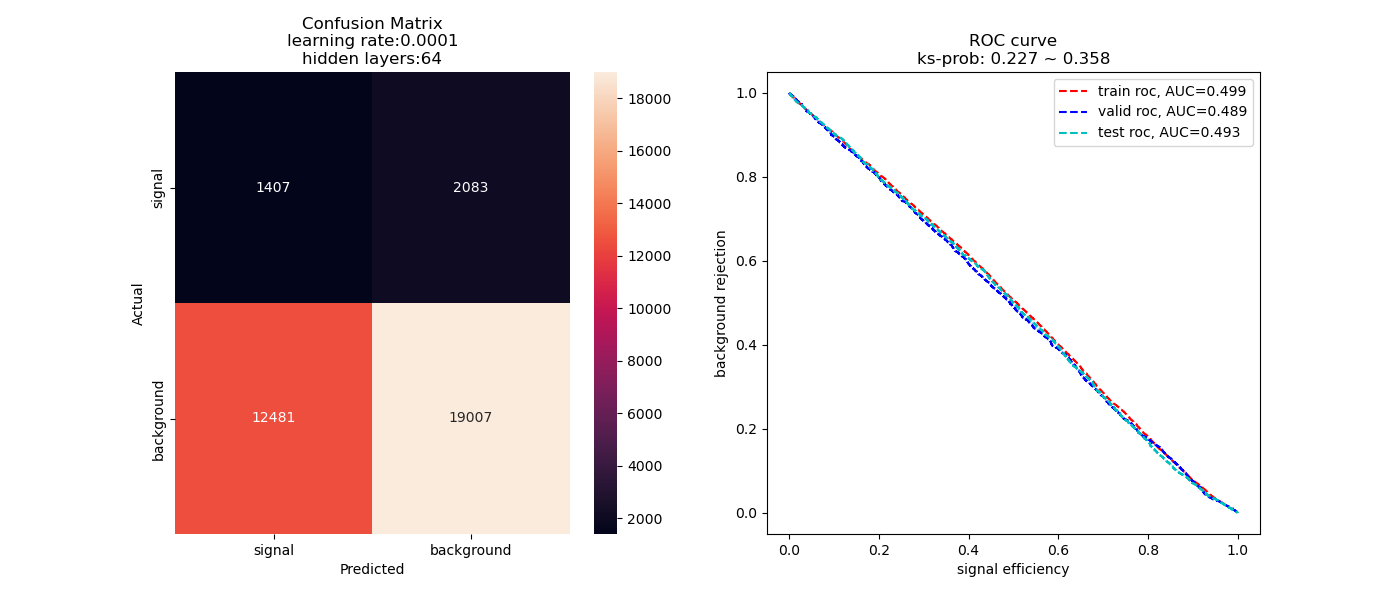 Confusion Matrix
learning rate:0.0001
hidden layers:64
signal
background
Actual
1407
2083
12481
19007
signal
background
Predicted
18000
16000
14000
12000
10000
8000
6000
4000
2000
ROC curve
ks-prob: 0.227 ~ 0.358
train roc, AUC=0.499
valid roc, AUC=0.489
test roc, AUC=0.493
background rejection
1.0
0.8
0.6
0.4
0.2
0.0
0.0 0.2 0.4 0.6 0.8 1.0
signal efficiency